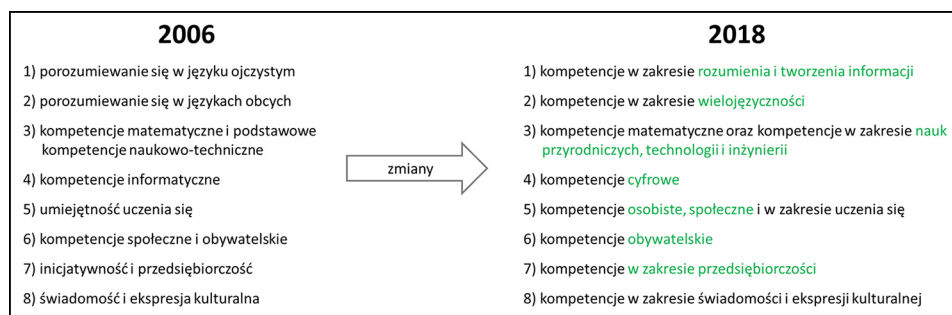 2006
1) porozumiewanie się w języku ojczystym
2) porozumiewanie się w językach obcych
3) kompetencje matematyczne i podstawowe
kompetencje naukowo-techniczne
4) kompetencje informatyczne
5) umiejętność uczenia się
6) kompetencje społeczne i obywatelskie
7) inicjatywność i przedsiębiorczość
8) świadomość i ekspresja kulturalna
zmiany
2018
1) kompetencje w zakresie rozumienia i tworzenia informacji
2) kompetencje w zakresie wielojęzyczności
3) kompetencje matematyczne oraz kompetencje w zakresie nauk
przyrodniczych, technologii i inżynierii
4) kompetencje cyfrowe
5) kompetencje osobiste, społeczne i w zakresie uczenia się
6) kompetencje obywatelskie
7) kompetencje w zakresie przedsiębiorczości
8) kompetencje w zakresie świadomości i ekspresji kulturalnej